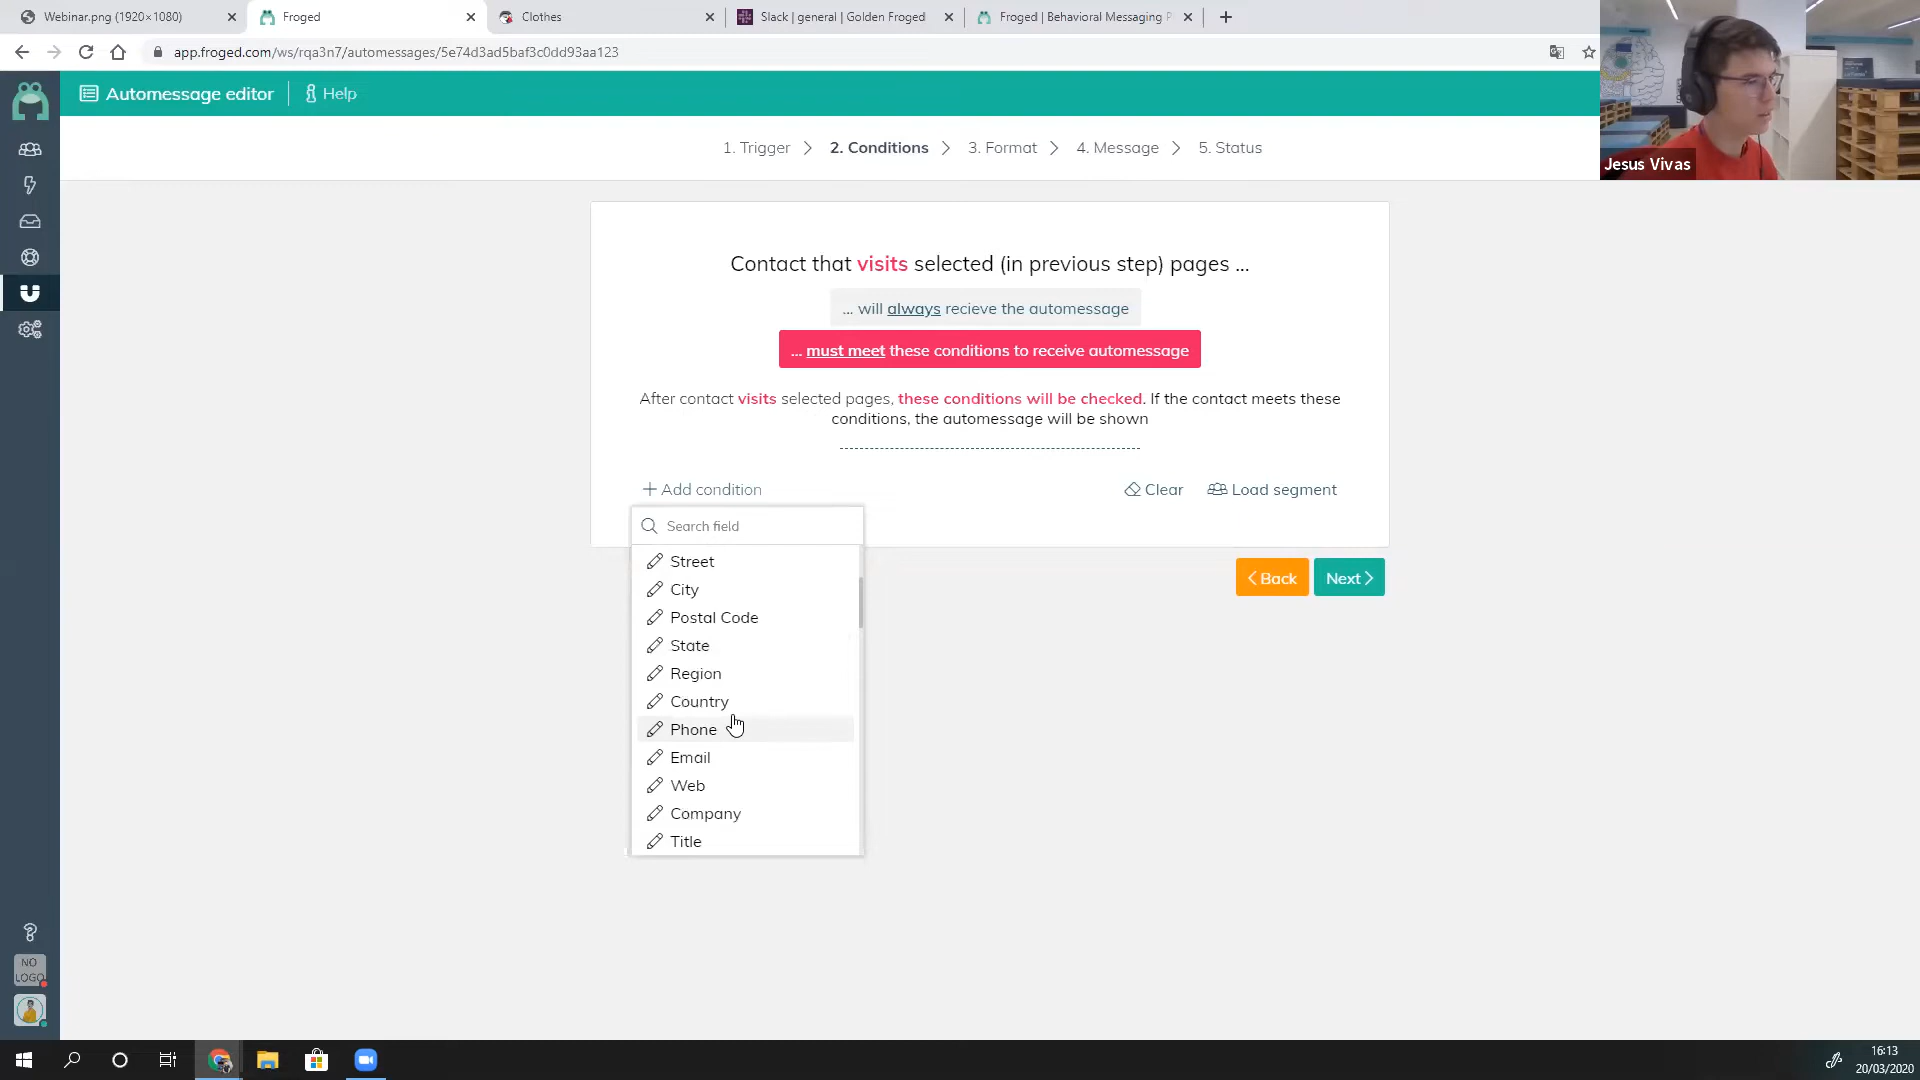 Webinar.png (1920×1080)
Froged
Clothes
Slack | general | Golden Froged
Froged | Behavioral Messaging P
app.froged.com/ws/rqa3n7/automessages/5e74d3ad5baf3c0dd93aa123
Automessage editor
Help
Jesus Vivas
1. Trigger
2. Conditions
3. Format
4. Message
5. Status
Contact that visits selected (in previous step) pages ...
... will always recieve the automessage
... must meet these conditions to receive automessage
After contact visits selected pages, these conditions will be checked. If the contact meets these
conditions, the automessage will be shown
Add condition
Clear
Load segment
Search field
Street
City
Postal Code
State
Region
Country
Phone
Email
Web
Company
Title
Back
Next
NO
LOGO
16:13
20/03/2020